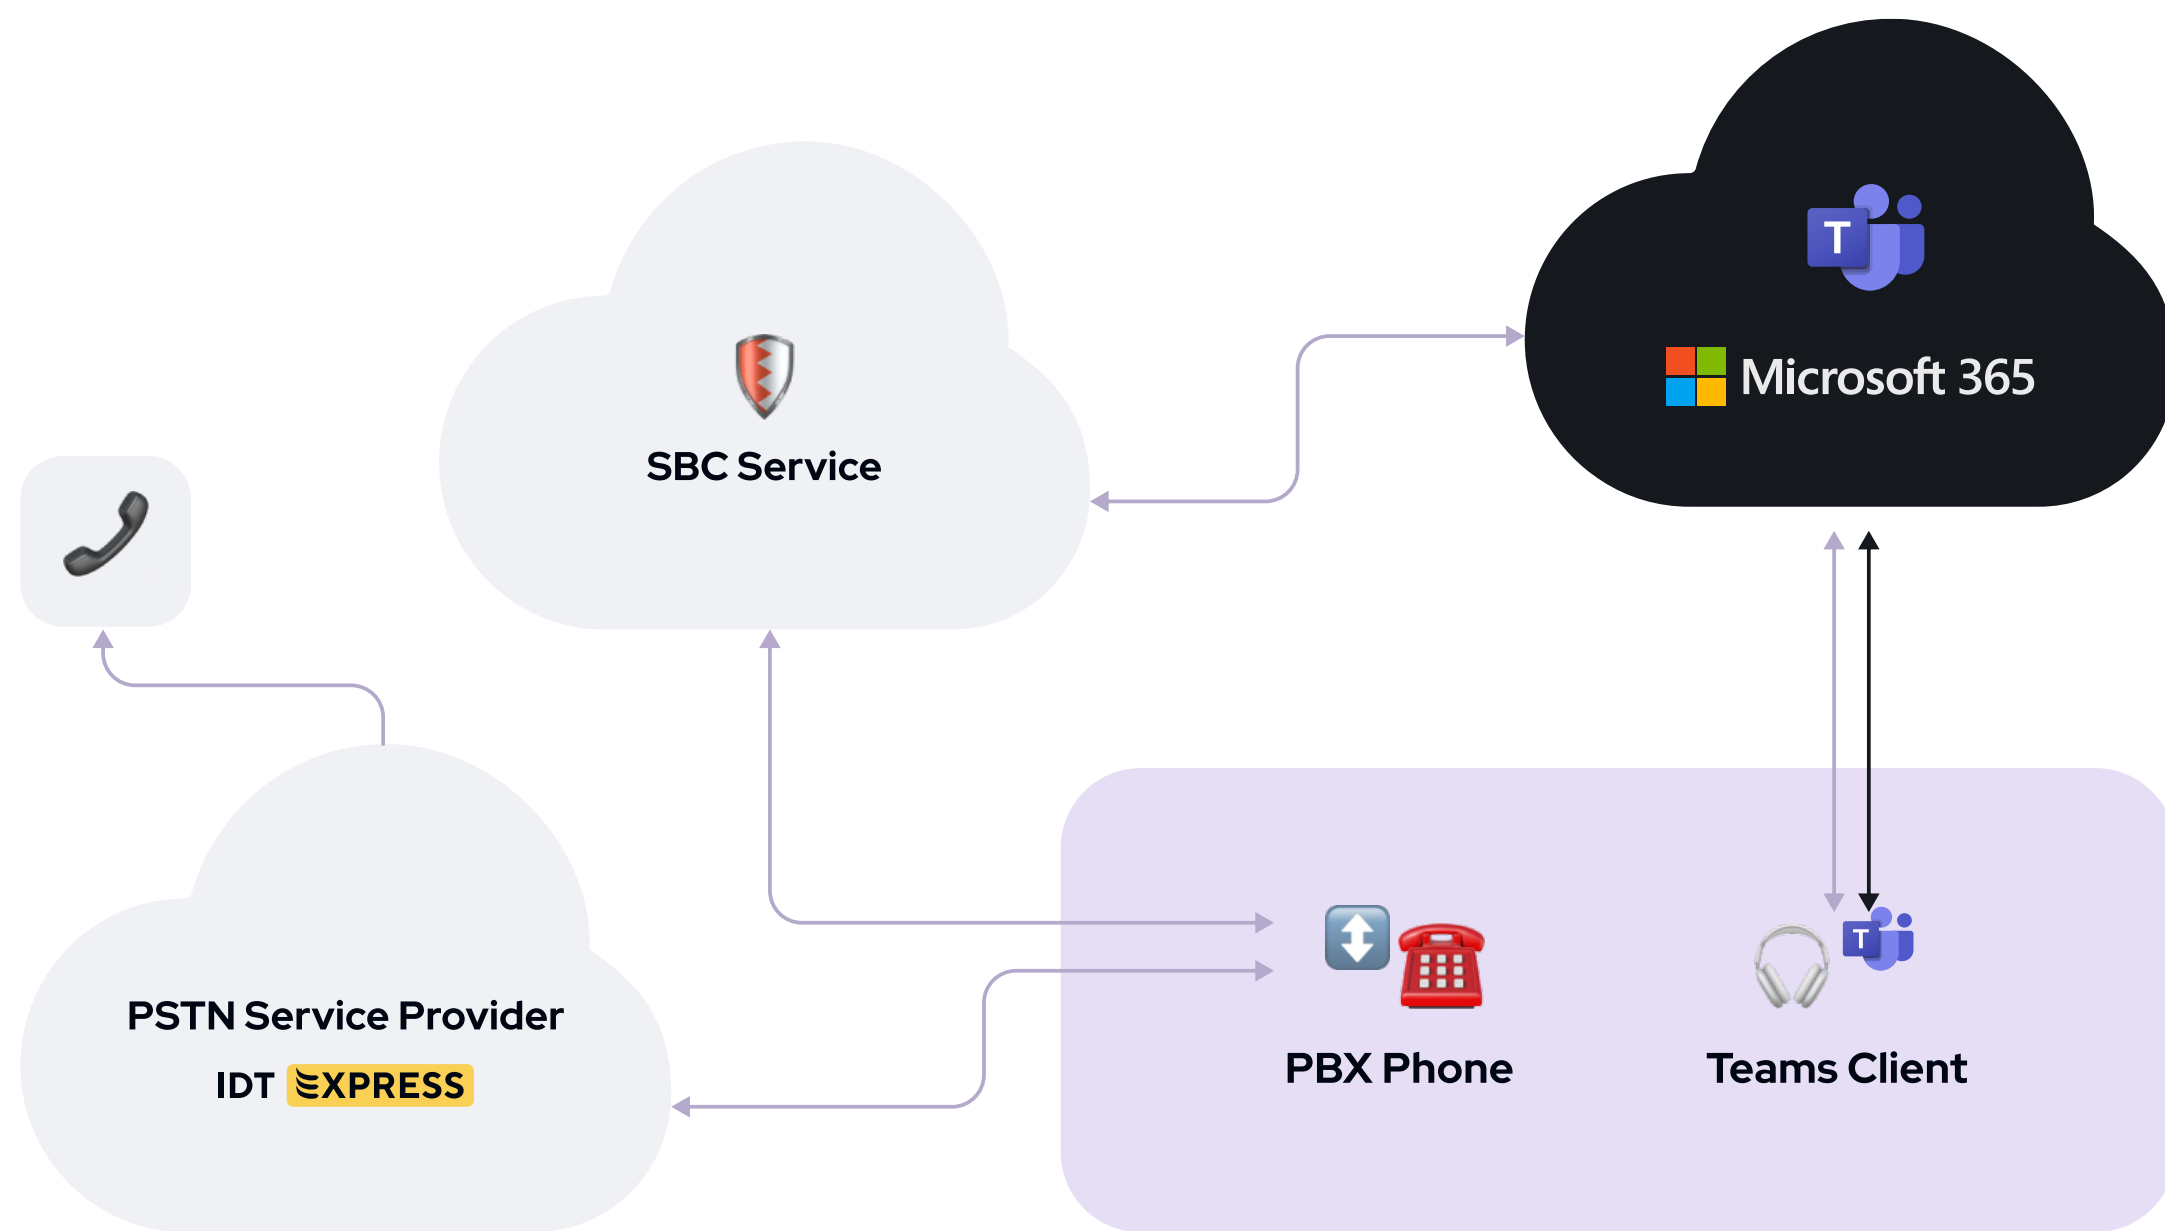 T
Microsoft 365
SBC Service
PSTN Service Provider
IDT EXPRESS
T
PBX Phone
Teams Client